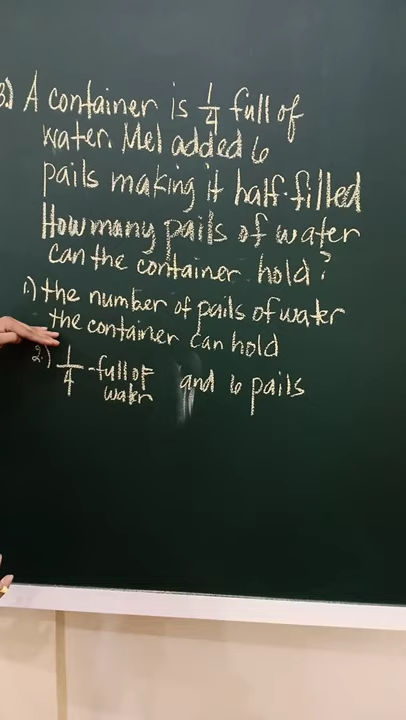 3.) A container is 1/4 full of
water. Mel added 6
pails making it half-filled
How many pails of water
can the container hold?
1.) the number of pails of water
the container can hold
2.) 1/4 - full of water and 6 pails